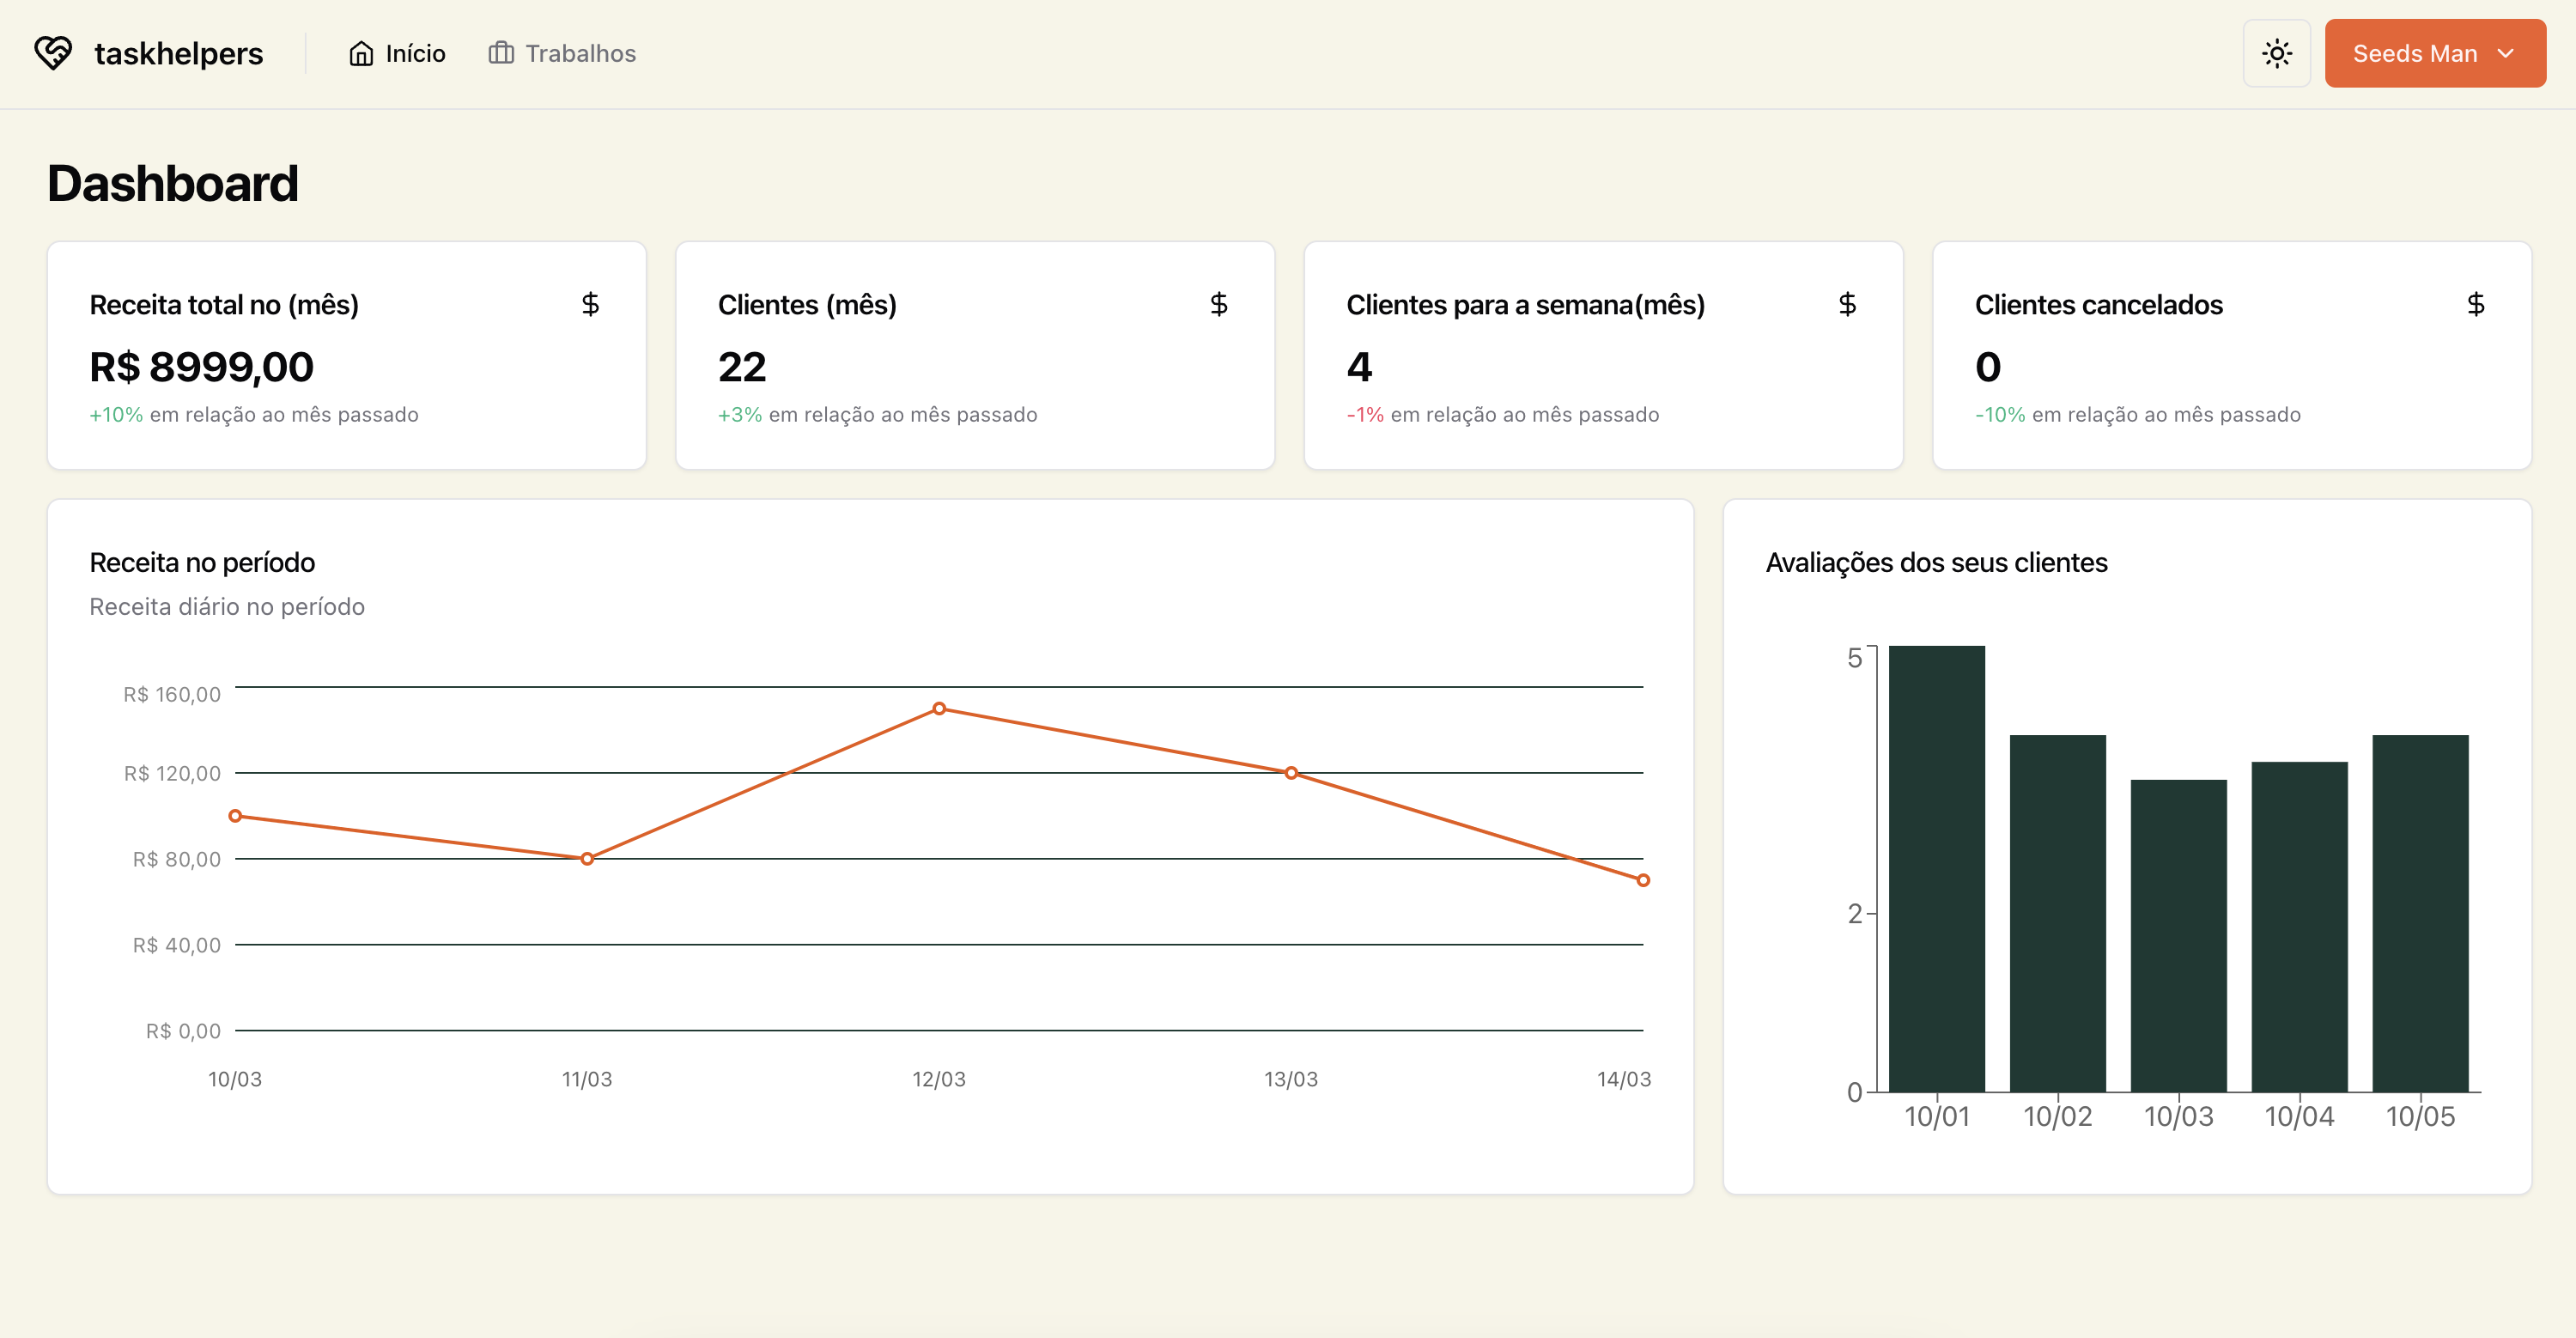 taskhelpers
Início
Trabalhos
Seeds Man
Dashboard
Receita total no (mês)
$
R$ 8999,00
+10% em relação ao mês passado
Clientes (mês)
$
22
+3% em relação ao mês passado
Clientes para a semana(mês)
$
4
-1% em relação ao mês passado
Clientes cancelados
$
0
-10% em relação ao mês passado
Receita no período
Receita diário no período
R$ 160,00
R$ 120,00
R$ 80,00
R$ 40,00
R$ 0,00
10/03 11/03 12/03 13/03 14/03
Avaliações dos seus clientes
5
2
0
10/01 10/02 10/03 10/04 10/05